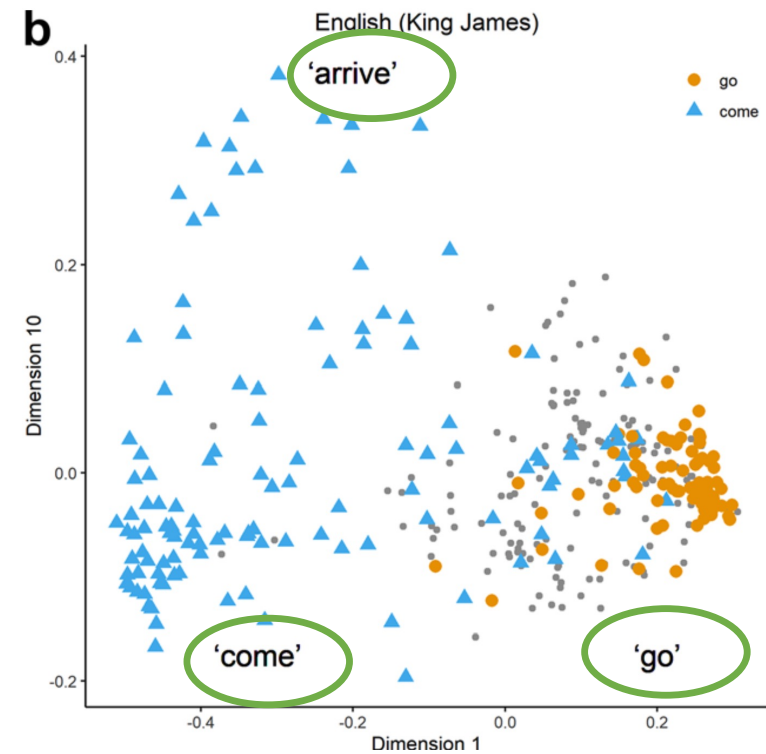 b
English (King James)
0.4
0.2
0.0
-0.2
Dimension 10
'arrive'
go
come
'come'
'go'
-0.4
-0.2
0.0
0.2
Dimension 1